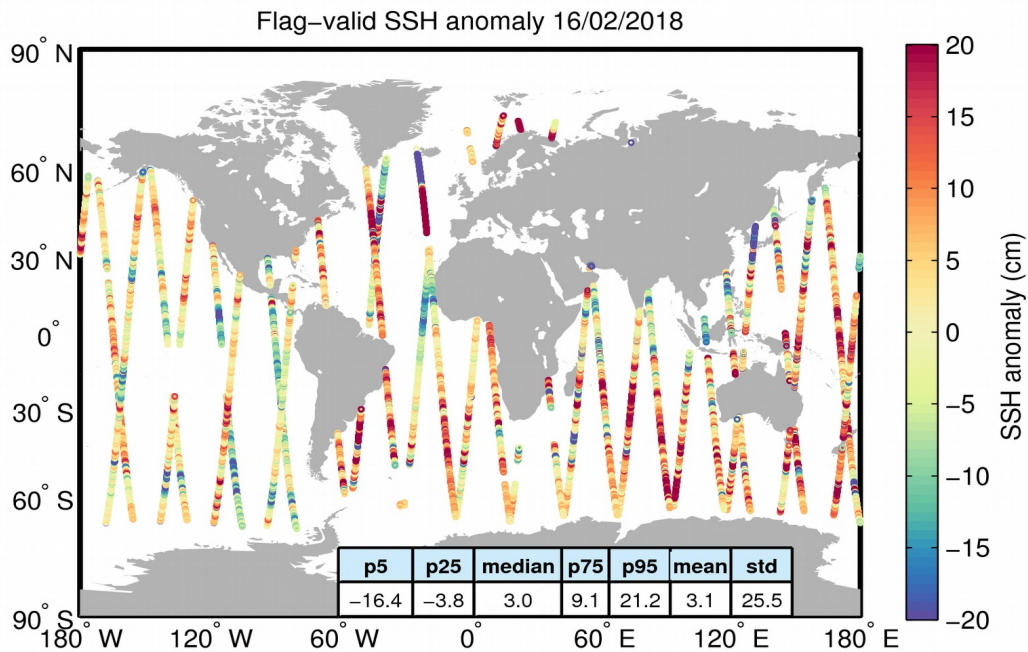 Flag−valid SSH anomaly 16/02/2018
90° N
60° N
30° N
0°
30° S
60° S
90° S
180° W
120° W
60° W
0°
60° E
120° E
180° E
p5 p25 median p75 p95 mean std
−16.4 −3.8 3.0 9.1 21.2 3.1 25.5
20
15
10
5
0
−5
−10
−15
−20
SSH anomaly (cm)